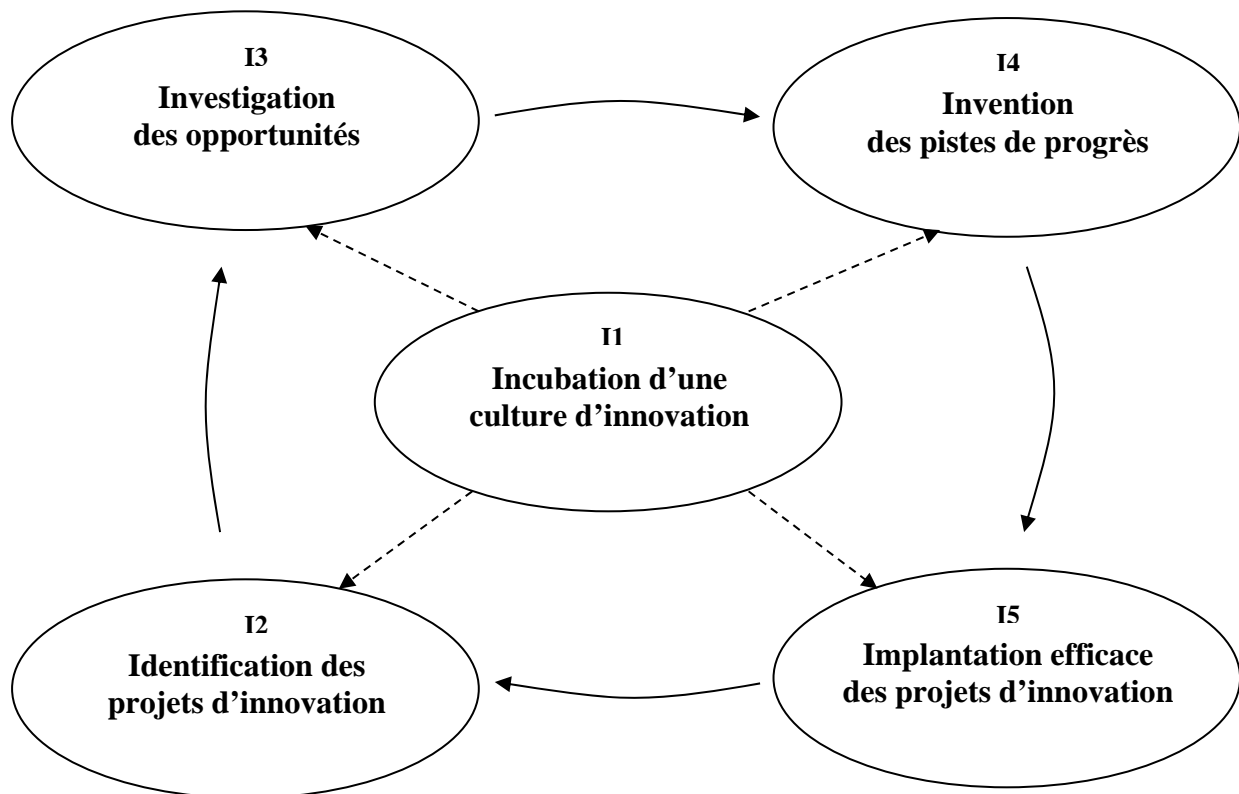 I3
Investigation
des opportunités
I4
Invention
des pistes de progrès
I1
Incubation d’une
culture d’innovation
I2
Identification des
projets d’innovation
I5
Implantation efficace
des projets d’innovation